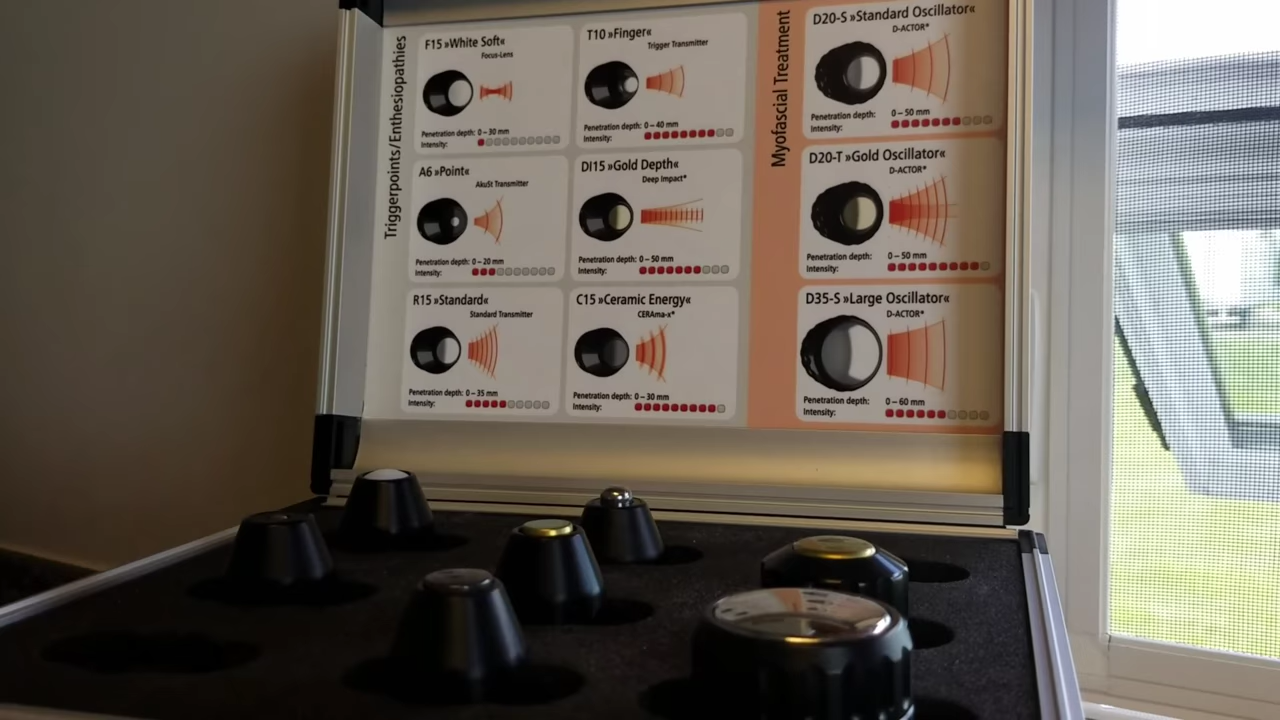 Triggerpoints/Enthesiopathies
F15 »White Soft«
Focus-Lens
Penetration depth: 0 – 30 mm
Intensity:
T10 »Finger«
Trigger Transmitter
Penetration depth: 0 – 40 mm
Intensity:
A6 »Point«
AkuSt Transmitter
Penetration depth: 0 – 20 mm
Intensity:
DI15 »Gold Depth«
Deep Impact®
Penetration depth: 0 – 50 mm
Intensity:
R15 »Standard«
Standard Transmitter
Penetration depth: 0 – 35 mm
Intensity:
C15 »Ceramic Energy«
CERAma-x®
Penetration depth: 0 – 30 mm
Intensity:
Myofascial Treatment
D20-S »Standard Oscillator«
D-ACTOR®
Penetration depth: 0 – 50 mm
Intensity:
D20-T »Gold Oscillator«
D-ACTOR®
Penetration depth: 0 – 50 mm
Intensity:
D35-S »Large Oscillator«
D-ACTOR®
Penetration depth: 0 – 60 mm
Intensity: